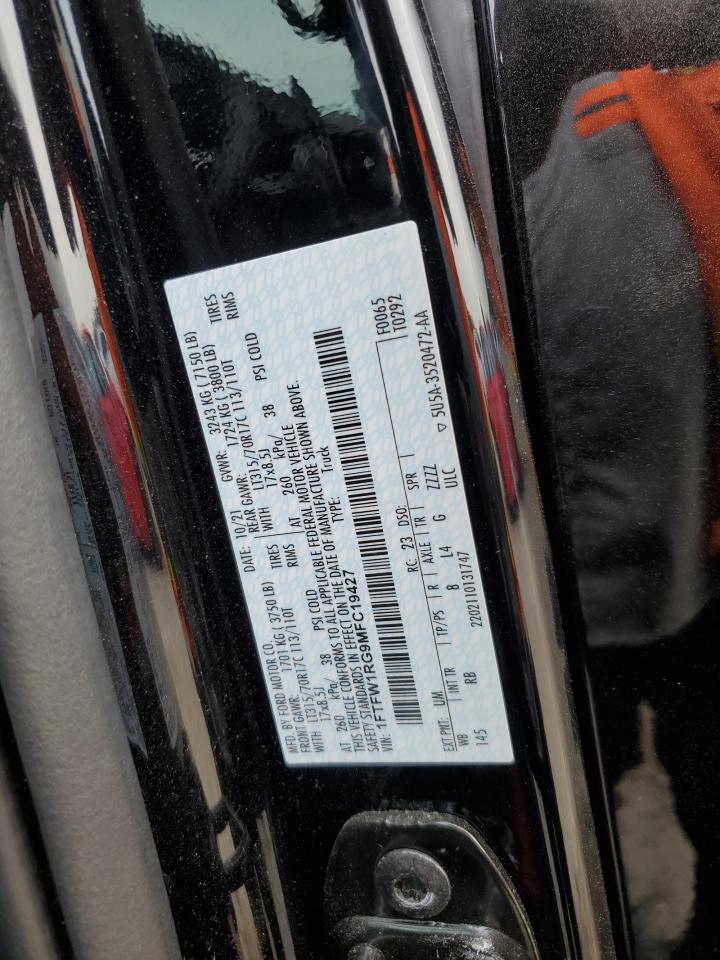 MFD. BY FORD MOTOR CO. DATE: 10/21 GVWR: 3243 KG ( 7150 LB)
FRONT GAWR: 1701 KG ( 3750 LB) REAR GAWR: 1724 KG ( 3800 LB)
LT315/70R17C 113/110T TIRES LT315/70R17C 113/110T TIRES
WITH 17x8.5J RIMS WITH 17x8.5J RIMS
AT 260 kPa/ 38 PSI COLD AT 260 kPa/ 38 PSI COLD
THIS VEHICLE CONFORMS TO ALL APPLICABLE FEDERAL MOTOR VEHICLE
SAFETY STANDARDS IN EFFECT ON THE DATE OF MANUFACTURE SHOWN ABOVE.
VIN: 1FTFW1RG9MFC19427 TYPE: Truck
F0065
T0292
EXT PNT: UM RC: 23 DSO:
WB INT TR TP/PS R AXLE TR SPR
145 RB 8 L4 G ZZZZ
2202110131747 ULC
▽ 5U5A-3520472-AA